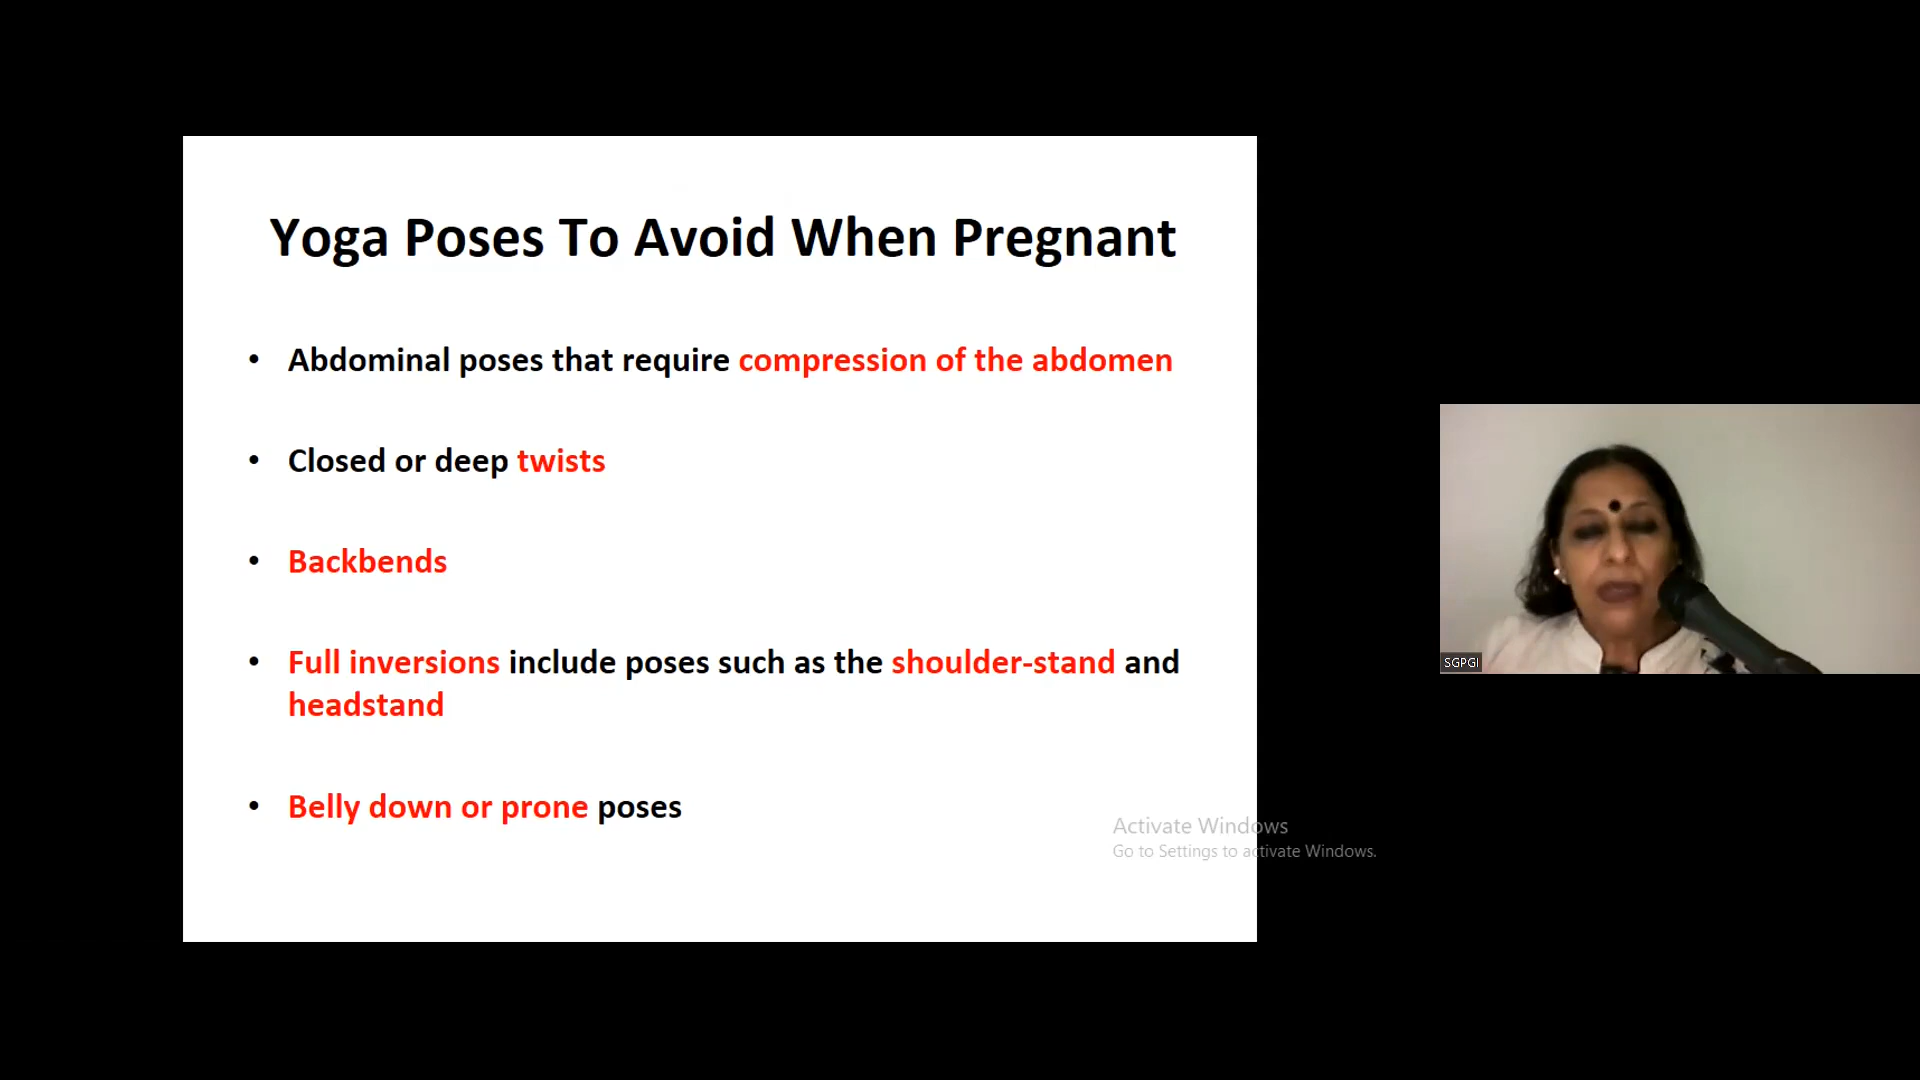 Yoga Poses To Avoid When Pregnant
• Abdominal poses that require compression of the abdomen
• Closed or deep twists
• Backbends
• Full inversions include poses such as the shoulder-stand and
headstand
• Belly down or prone poses
Activate Windows
Go to Settings to activate Windows.
SGPGI